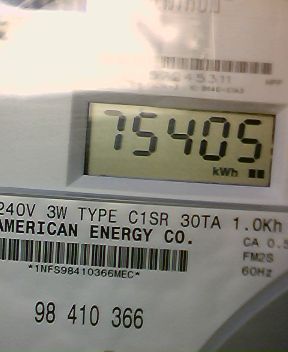 75405
kWh
240V 3W TYPE C1SR 30TA 1.0Kh
AMERICAN ENERGY CO.
CA 0.5
FM2S
60Hz
*1NFS98410366MEC*
98 410 366